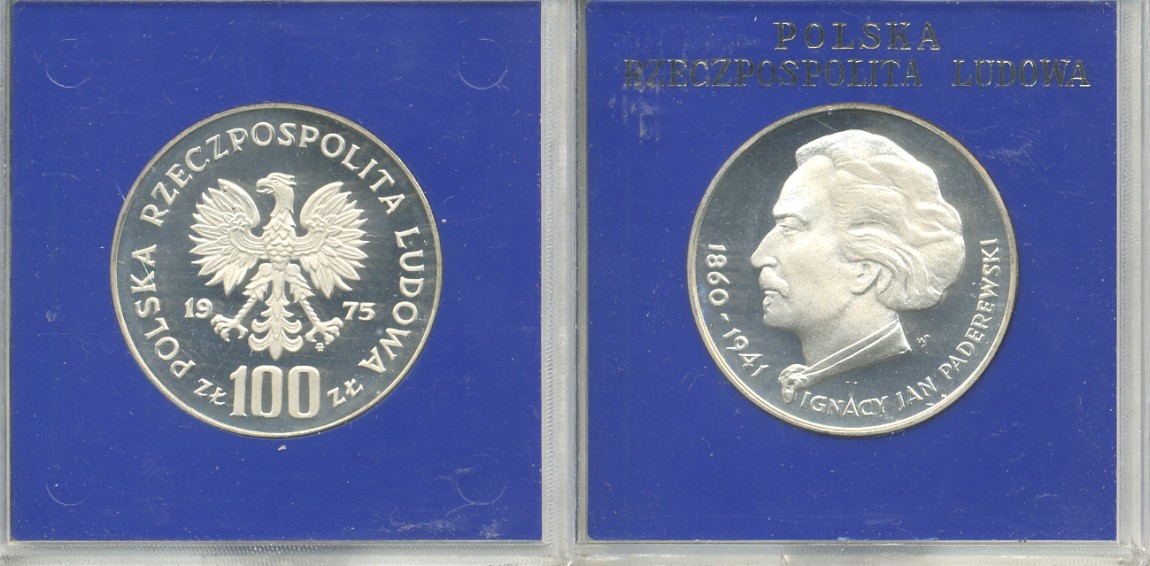 POLSKA RZECZPOSPOLITA LUDOWA
19 75
ZŁ 100 ZŁ
POLSKA
RZECZPOSPOLITA LUDOWA
1860-1941
IGNACY JAN PADEREWSKI